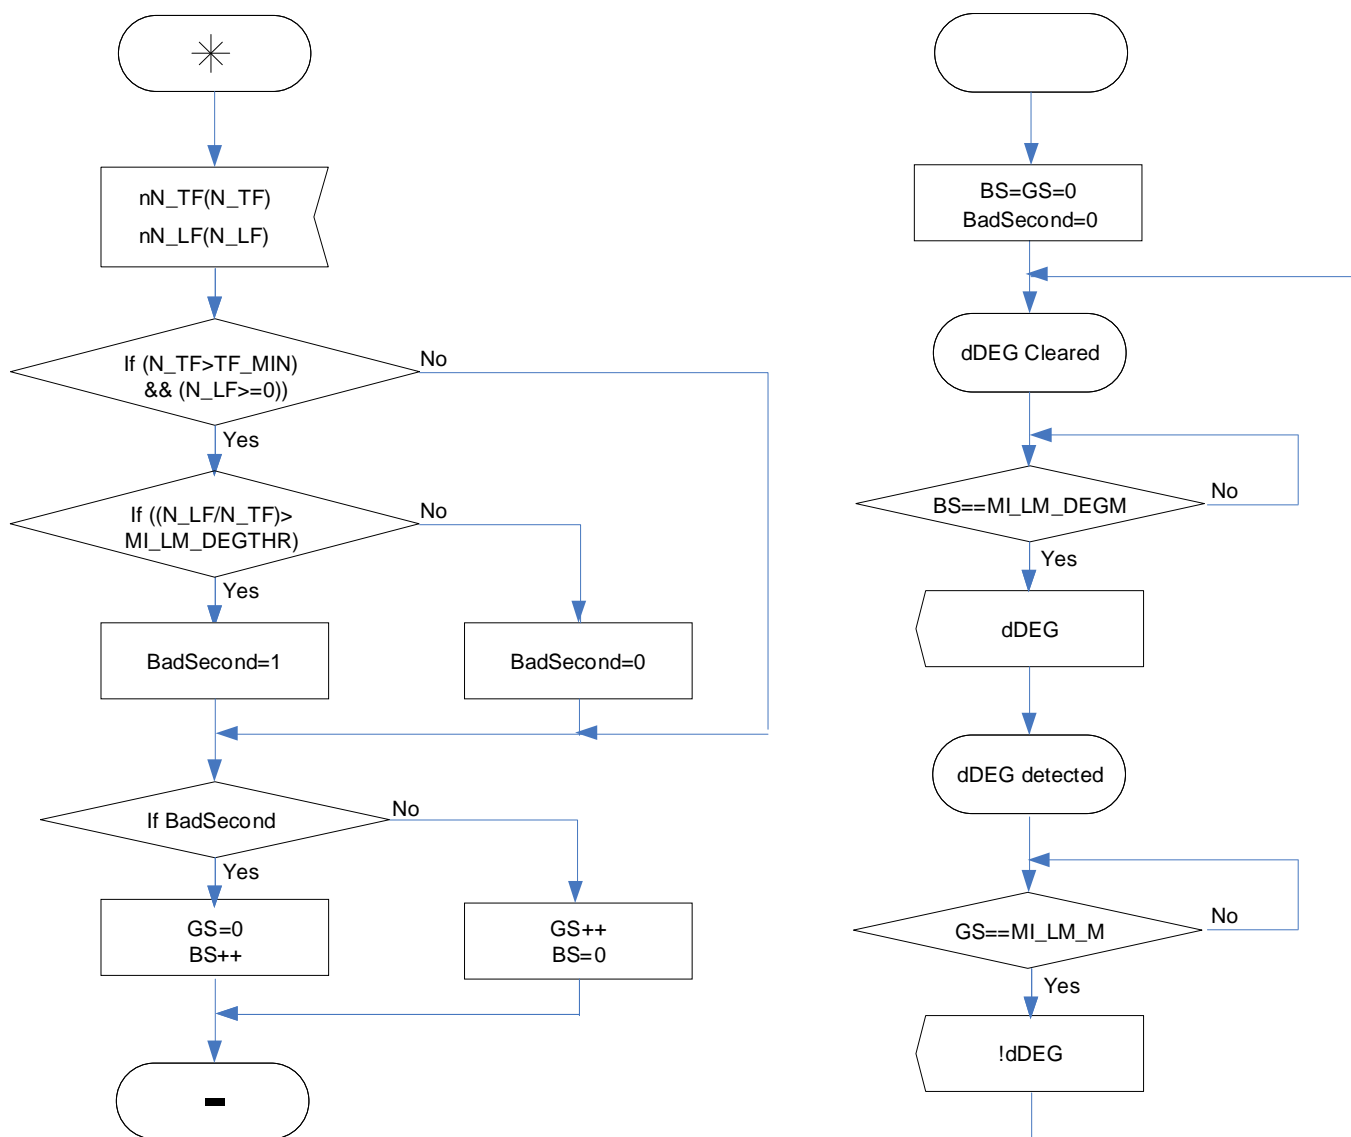 nN_TF(N_TF)
nN_LF(N_LF)
If (N_TF>TF_MIN)
&& (N_LF>=0))
No
Yes
If ((N_LF/N_TF)>
MI_LM_DEGTHR)
No
Yes
BadSecond=1
BadSecond=0
If BadSecond
No
Yes
GS=0
BS++
GS++
BS=0
BS=GS=0
BadSecond=0
dDEG Cleared
BS==MI_LM_DEGM
No
Yes
dDEG
dDEG detected
GS==MI_LM_M
No
Yes
!dDEG